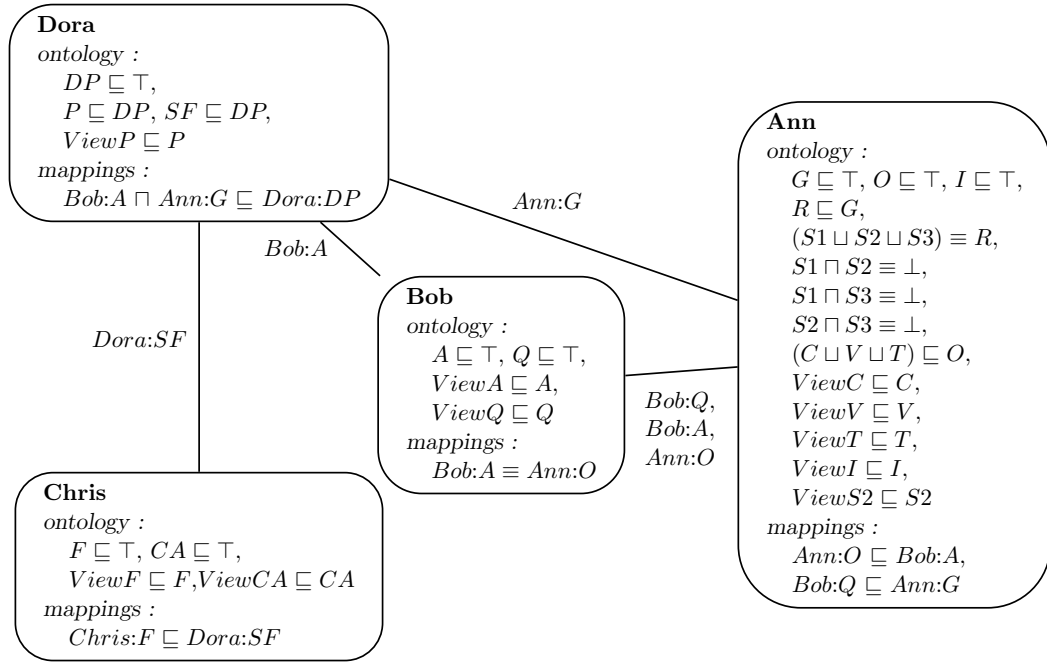 Dora
ontology :
DP ⊑ ⊤,
P ⊑ DP, SF ⊑ DP,
ViewP ⊑ P
mappings :
Bob:A ⊓ Ann:G ⊑ Dora:DP
Ann:G
Bob:A
Dora:SF
Bob
ontology :
A ⊑ ⊤, Q ⊑ ⊤,
ViewA ⊑ A,
ViewQ ⊑ Q
mappings :
Bob:A ≡ Ann:O
Bob:Q,
Bob:A,
Ann:O
Ann
ontology :
G ⊑ ⊤, O ⊑ ⊤, I ⊑ ⊤,
R ⊑ G,
(S1 ⊔ S2 ⊔ S3) ≡ R,
S1 ⊓ S2 ≡ ⊥,
S1 ⊓ S3 ≡ ⊥,
S2 ⊓ S3 ≡ ⊥,
(C ⊔ V ⊔ T) ⊑ O,
ViewC ⊑ C,
ViewV ⊑ V,
ViewT ⊑ T,
ViewI ⊑ I,
ViewS2 ⊑ S2
mappings :
Ann:O ⊑ Bob:A,
Bob:Q ⊑ Ann:G
Chris
ontology :
F ⊑ ⊤, CA ⊑ ⊤,
ViewF ⊑ F,ViewCA ⊑ CA
mappings :
Chris:F ⊑ Dora:SF